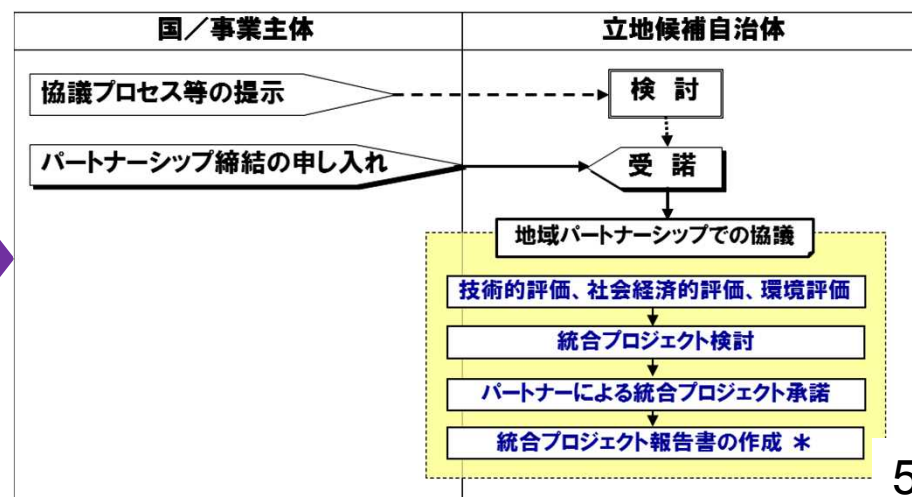 国／事業主体
立地候補自治体
協議プロセス等の提示
検 討
パートナーシップ締結の申し入れ
受 諾
地域パートナーシップでの協議
技術的評価、社会経済的評価、環境評価
統合プロジェクト検討
パートナーによる統合プロジェクト承諾
統合プロジェクト報告書の作成 ＊
5